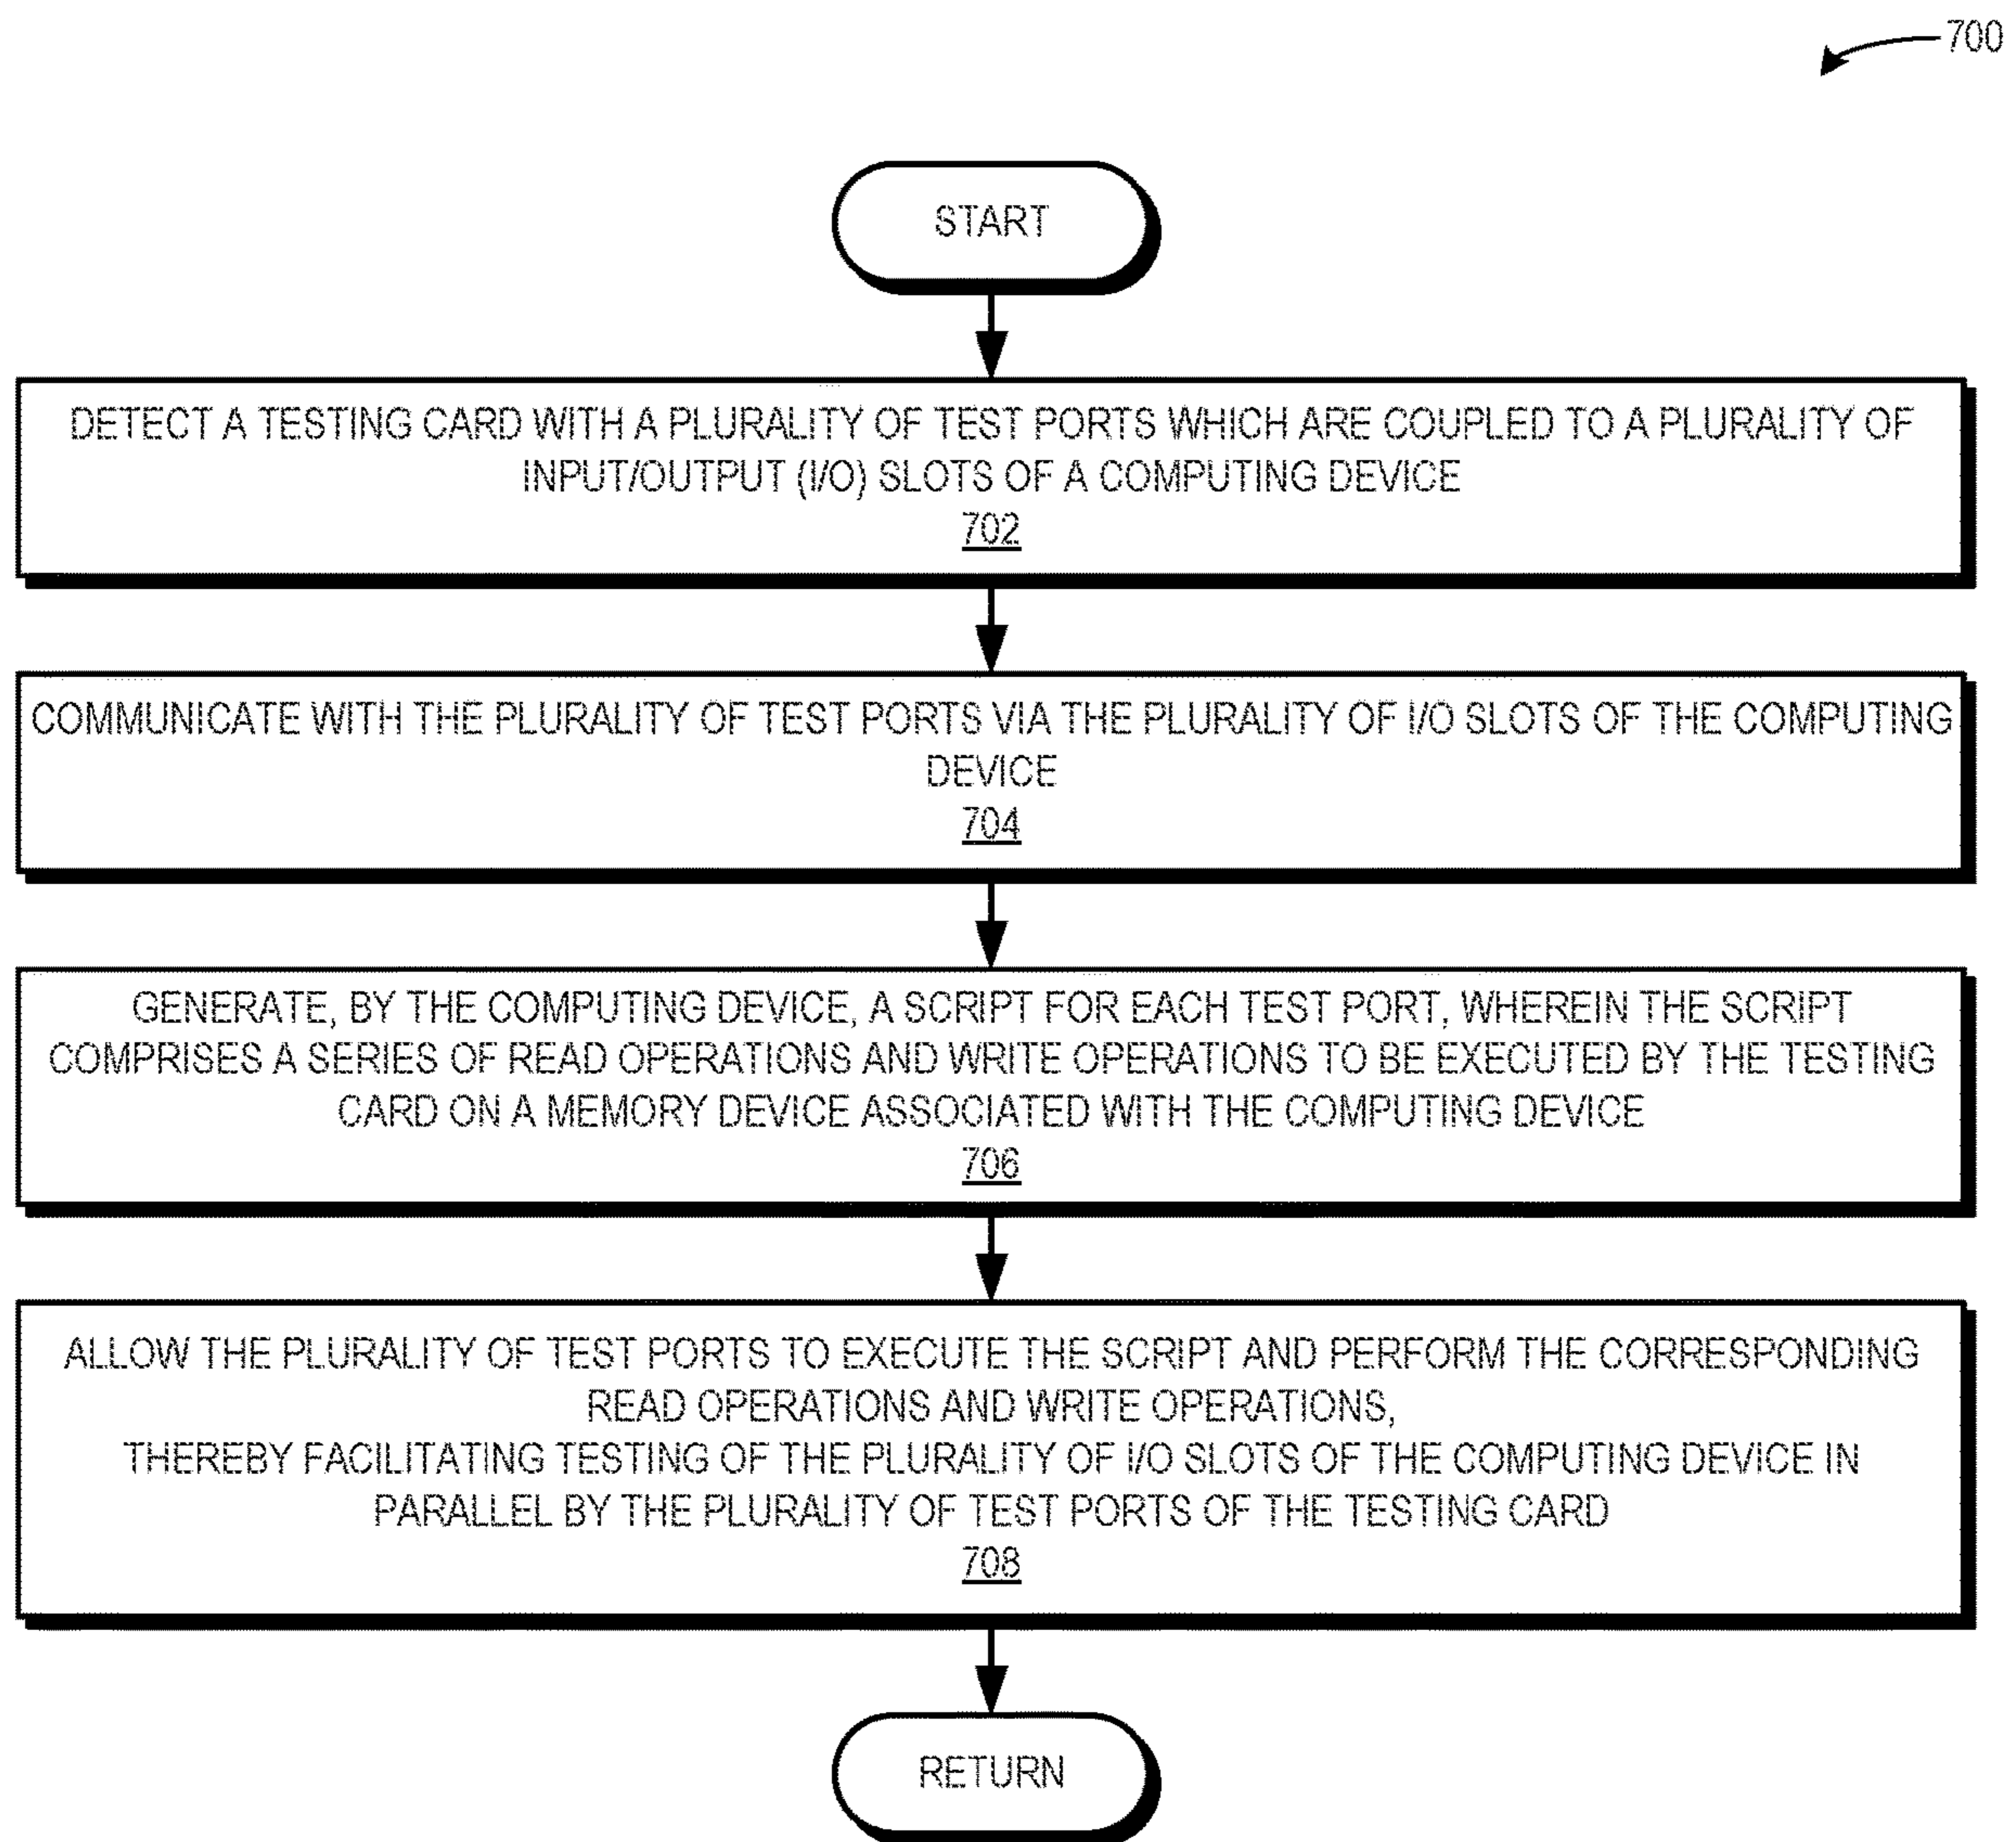 700
START
DETECT A TESTING CARD WITH A PLURALITY OF TEST PORTS WHICH ARE COUPLED TO A PLURALITY OF
INPUT/OUTPUT (I/O) SLOTS OF A COMPUTING DEVICE
702
COMMUNICATE WITH THE PLURALITY OF TEST PORTS VIA THE PLURALITY OF I/O SLOTS OF THE COMPUTING
DEVICE
704
GENERATE, BY THE COMPUTING DEVICE, A SCRIPT FOR EACH TEST PORT, WHEREIN THE SCRIPT
COMPRISES A SERIES OF READ OPERATIONS AND WRITE OPERATIONS TO BE EXECUTED BY THE TESTING
CARD ON A MEMORY DEVICE ASSOCIATED WITH THE COMPUTING DEVICE
706
ALLOW THE PLURALITY OF TEST PORTS TO EXECUTE THE SCRIPT AND PERFORM THE CORRESPONDING
READ OPERATIONS AND WRITE OPERATIONS,
THEREBY FACILITATING TESTING OF THE PLURALITY OF I/O SLOTS OF THE COMPUTING DEVICE IN
PARALLEL BY THE PLURALITY OF TEST PORTS OF THE TESTING CARD
708
RETURN